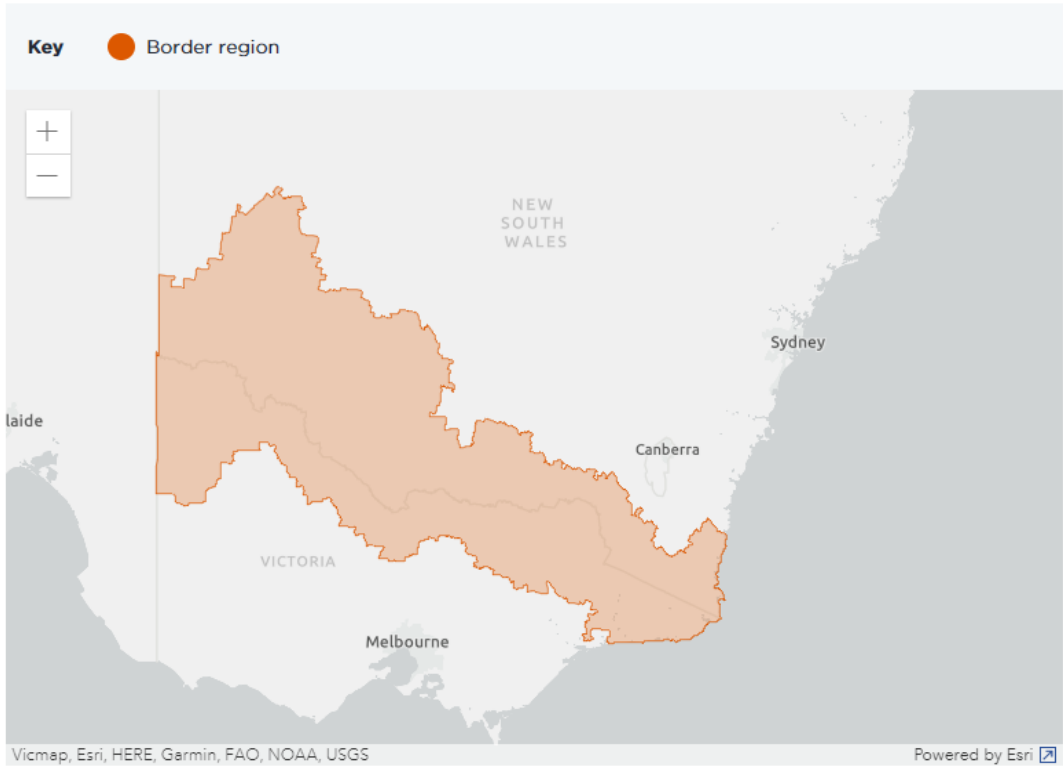 Key Border region
+
−
NEW
SOUTH
WALES
Sydney
laide
Canberra
VICTORIA
Melbourne
Vicmap, Esri, HERE, Garmin, FAO, NOAA, USGS
Powered by Esri